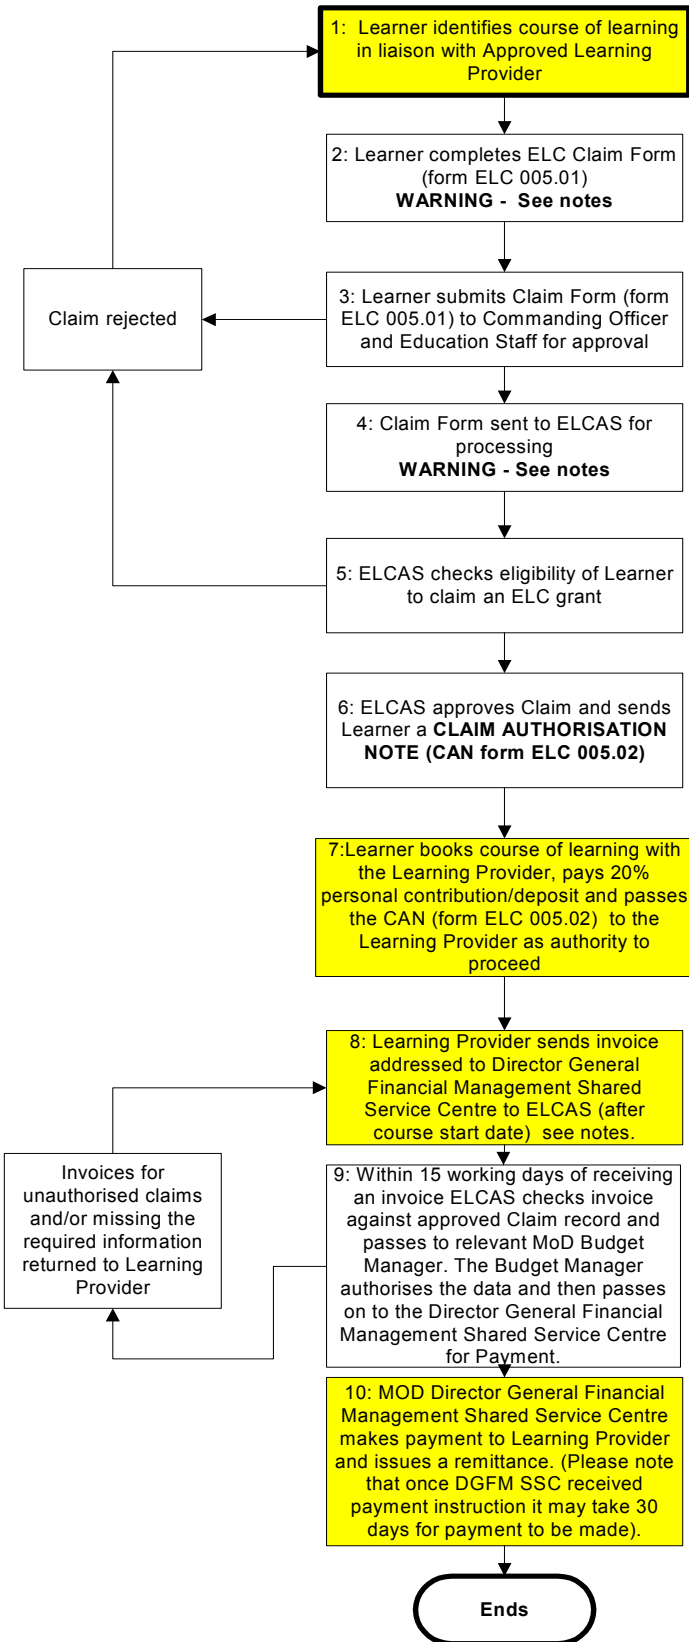 1:  Learner identifies course of learning
in liaison with Approved Learning
Provider
2: Learner completes ELC Claim Form
(form ELC 005.01)
WARNING -  See notes
Claim rejected
3: Learner submits Claim Form (form
ELC 005.01) to Commanding Officer
and Education Staff for approval
4: Claim Form sent to ELCAS for
processing
WARNING - See notes
5: ELCAS checks eligibility of Learner
to claim an ELC grant
6: ELCAS approves Claim and sends
Learner a CLAIM AUTHORISATION
NOTE (CAN form ELC 005.02)
7:Learner books course of learning with
the Learning Provider, pays 20%
personal contribution/deposit and passes
the CAN (form ELC 005.02)  to the
Learning Provider as authority to
proceed
8: Learning Provider sends invoice
addressed to Director General
Financial Management Shared
Service Centre to ELCAS (after
course start date)  see notes.
Invoices for
unauthorised claims
and/or missing the
required information
returned to Learning
Provider
9: Within 15 working days of receiving
an invoice ELCAS checks invoice
against approved Claim record and
passes to relevant MoD Budget
Manager. The Budget Manager
authorises the data and then passes
on to the Director General Financial
Management Shared Service Centre
for Payment.
10: MOD Director General Financial
Management Shared Service Centre
makes payment to Learning Provider
and issues a remittance. (Please note
that once DGFM SSC received
payment instruction it may take 30
days for payment to be made).
Ends